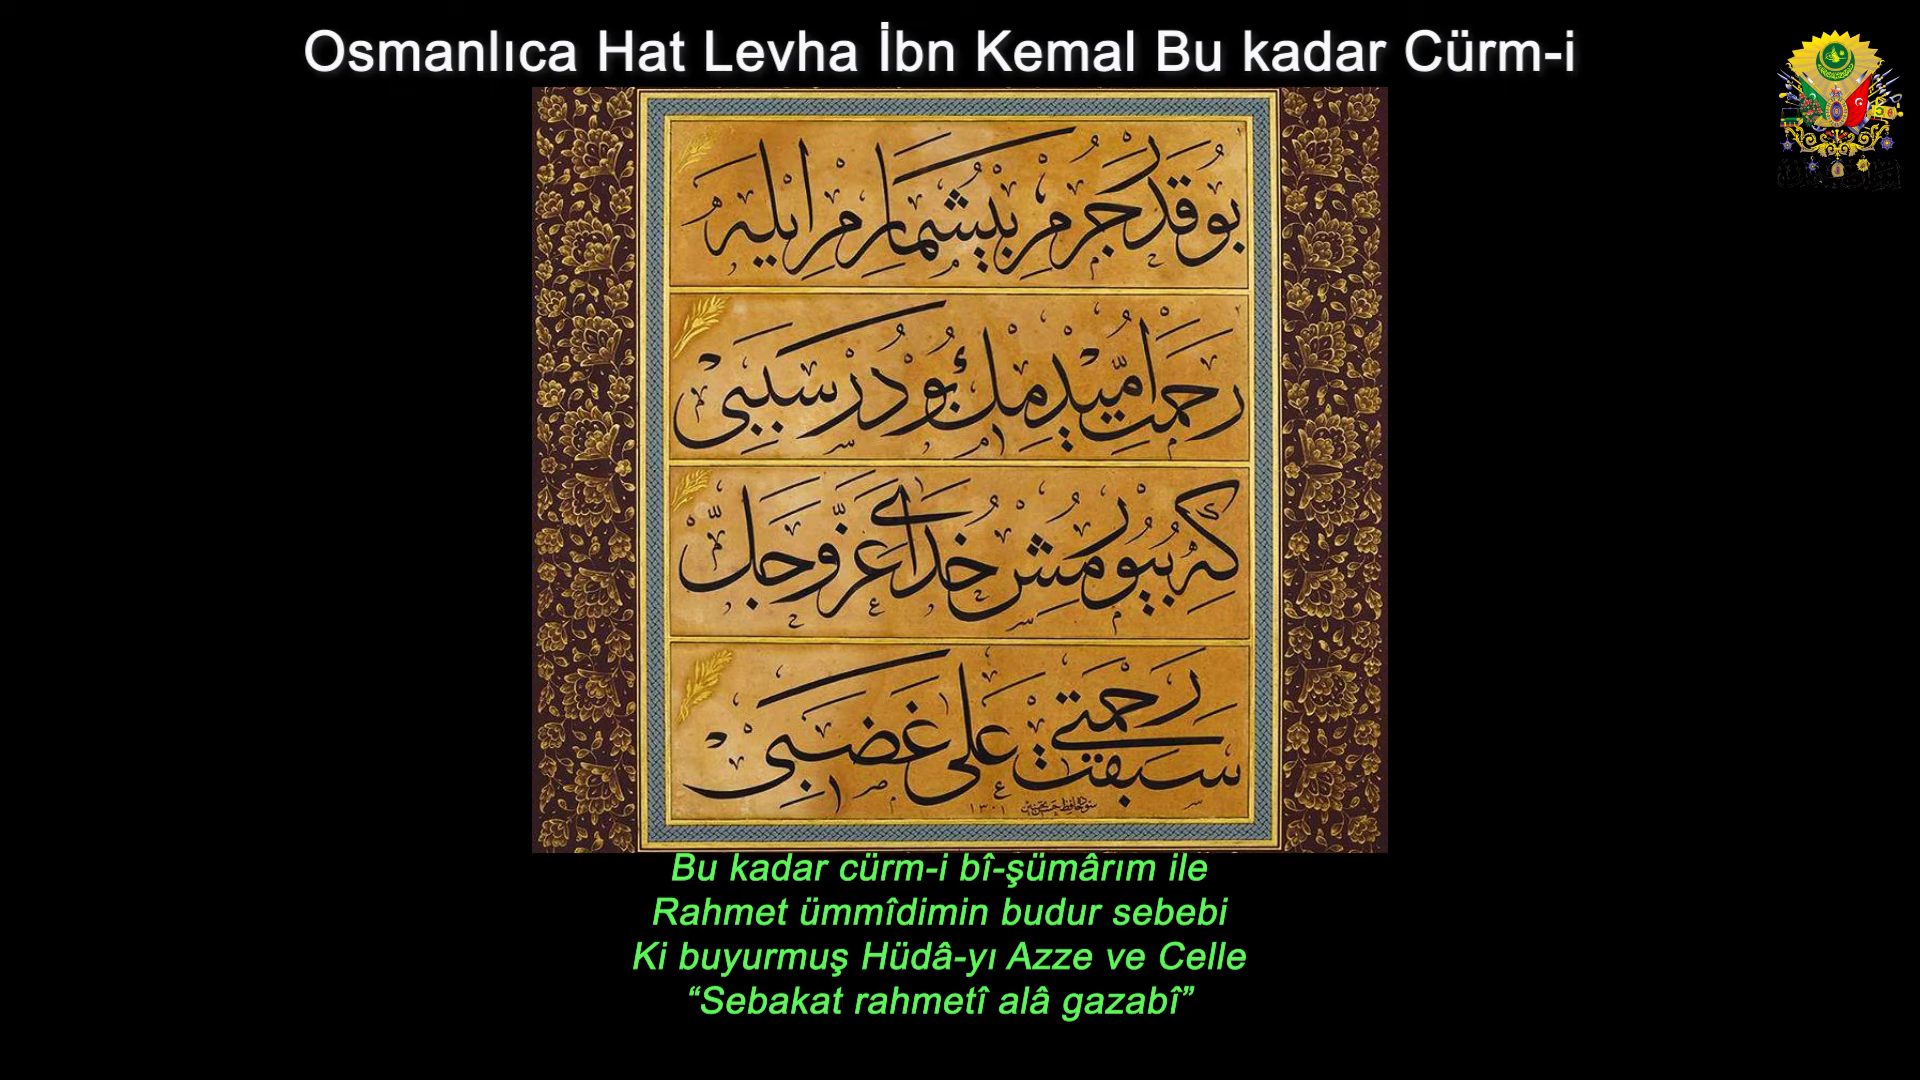 Osmanlıca Hat Levha İbn Kemal Bu kadar Cürm-i
بو قدر جرم بیشمارم ایله
رحمت امیدمك بودر سببی
كه بیورمش خدای عز و جل
سبقت رحمتی علی غضبی
١٣٠١
Bu kadar cürm-i bî-şümârım ile
Rahmet ümmîdimin budur sebebi
Ki buyurmuş Hüdâ-yı Azze ve Celle
“Sebakat rahmetî alâ gazabî”